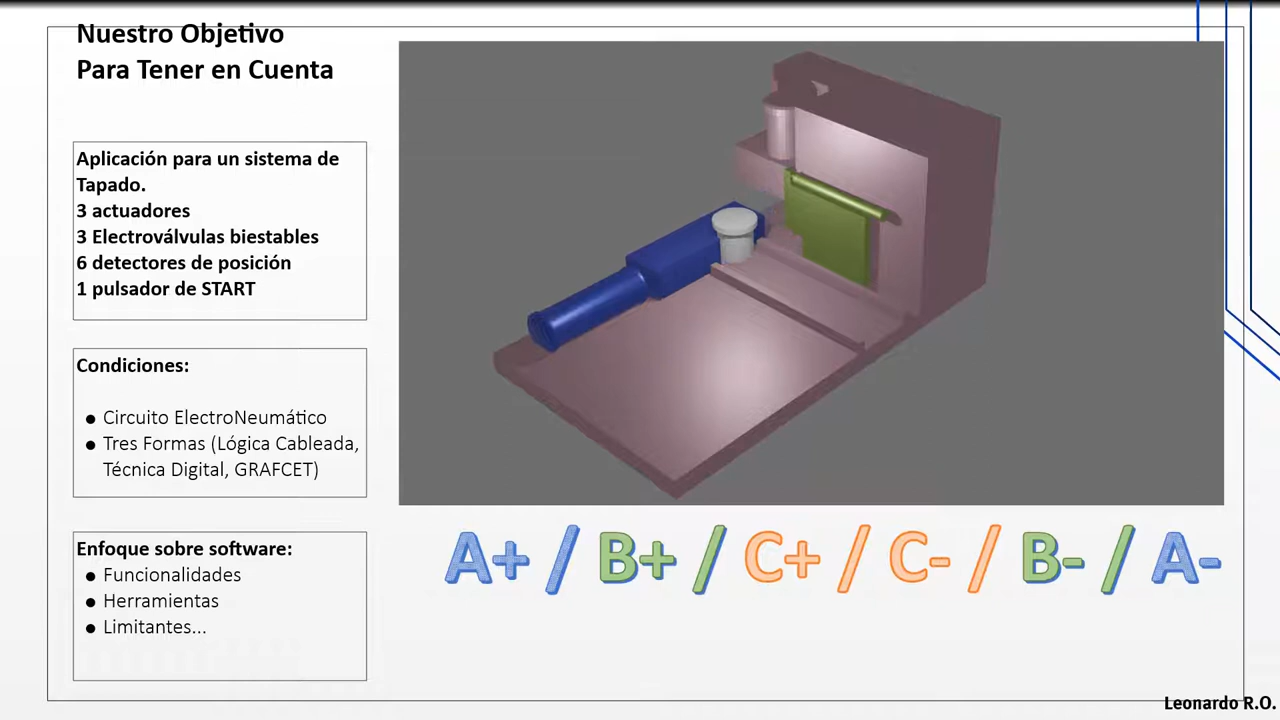 Nuestro Objetivo
Para Tener en Cuenta
Aplicación para un sistema de
Tapado.
3 actuadores
3 Electroválvulas biestables
6 detectores de posición
1 pulsador de START
Condiciones:
● Circuito ElectroNeumático
● Tres Formas (Lógica Cableada,
Técnica Digital, GRAFCET)
Enfoque sobre software:
● Funcionalidades
● Herramientas
● Limitantes...
A+ / B+ / C+ / C- / B- / A-
Leonardo R.O.